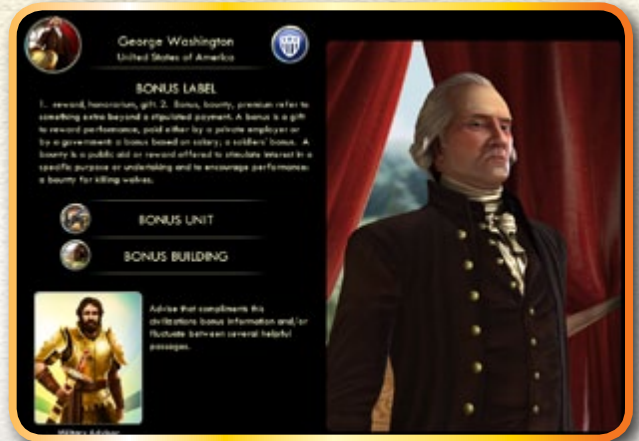 George Washington
United States of America
BONUS LABEL
1. reward, honorarium, gift. 2. Bonus, bounty, premium refer to
something extra beyond a stipulated payment. A bonus is a gift
to reward performance, paid either by a private employer or
by a government: a bonus based on salary; a soldiers' bonus. A
bounty is a public aid or reward offered to stimulate interest in a
specific purpose or undertaking and to encourage performance:
a bounty for killing wolves.
BONUS UNIT
BONUS BUILDING
Advise that compliments this
civilizations bonus information and/or
fluctuate between several helpful
passages.
Military Advisor